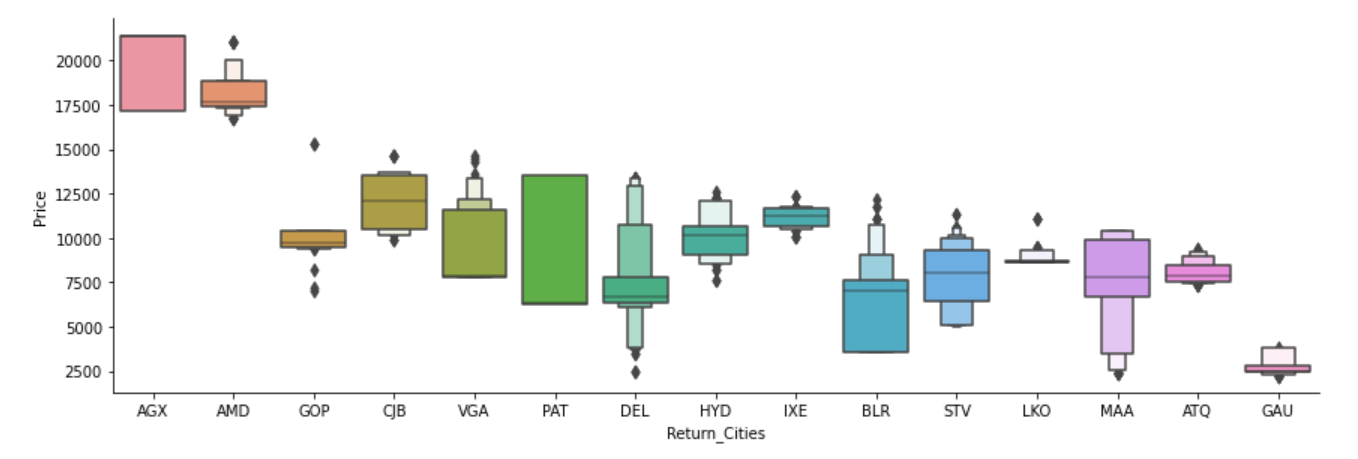 Price
20000
17500
15000
12500
10000
7500
5000
2500
AGX AMD GOP CJB VGA PAT DEL HYD IXE BLR STV LKO MAA ATQ GAU
Return_Cities